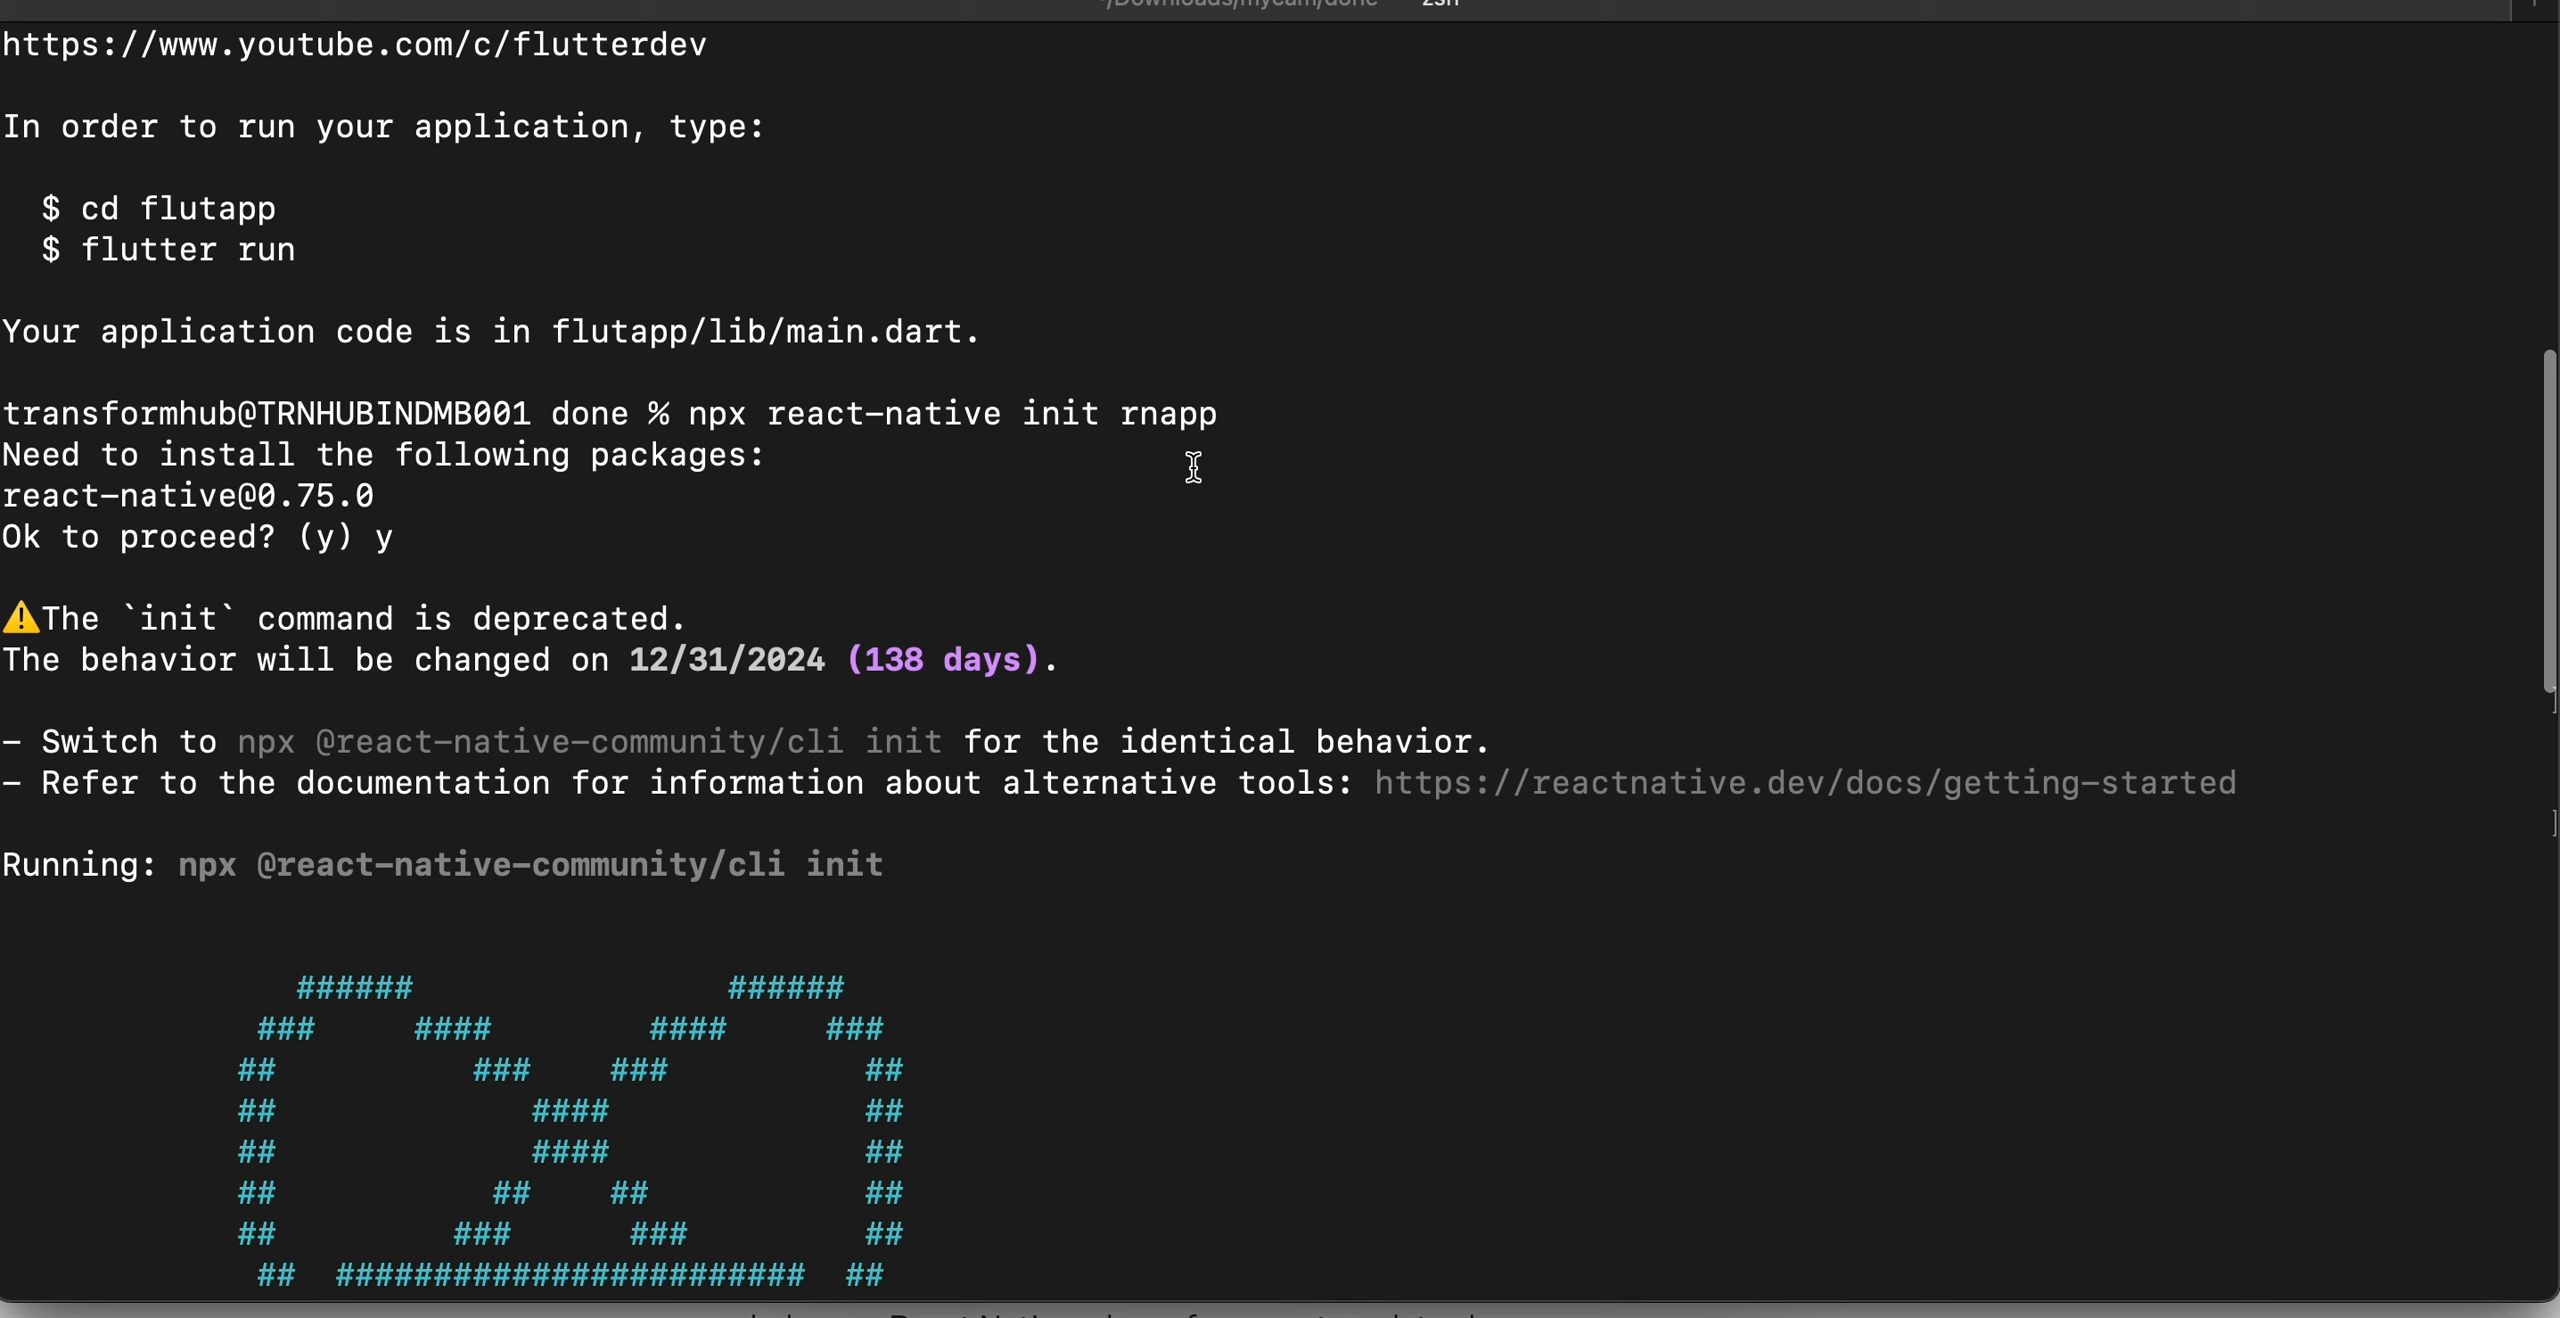 zsh
https://www.youtube.com/c/flutterdev
In order to run your application, type:
$ cd flutapp
$ flutter run
Your application code is in flutapp/lib/main.dart.
transformhub@TRNHUBINDMB001 done % npx react-native init rnapp
Need to install the following packages:
react-native@0.75.0
Ok to proceed? (y) y
⚠️The `init` command is deprecated.
The behavior will be changed on 12/31/2024 (138 days).
- Switch to npx @react-native-community/cli init for the identical behavior.
- Refer to the documentation for information about alternative tools: https://reactnative.dev/docs/getting-started
Running: npx @react-native-community/cli init
###### ######
### #### #### ###
## ### ### ##
## #### ##
## #### ##
## ## ## ##
## ### ### ##
## ######################## ##